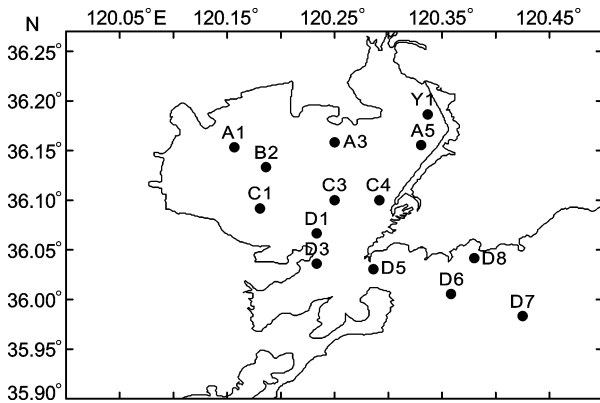 N
120.05° E 120.15° 120.25° 120.35° 120.45°
36.25°
36.20°
Y1
A1 A3 A5
36.15°
B2
C1 C3 C4
36.10°
D1
36.05°
D3 D5 D8
D6
36.00°
D7
35.95°
35.90°